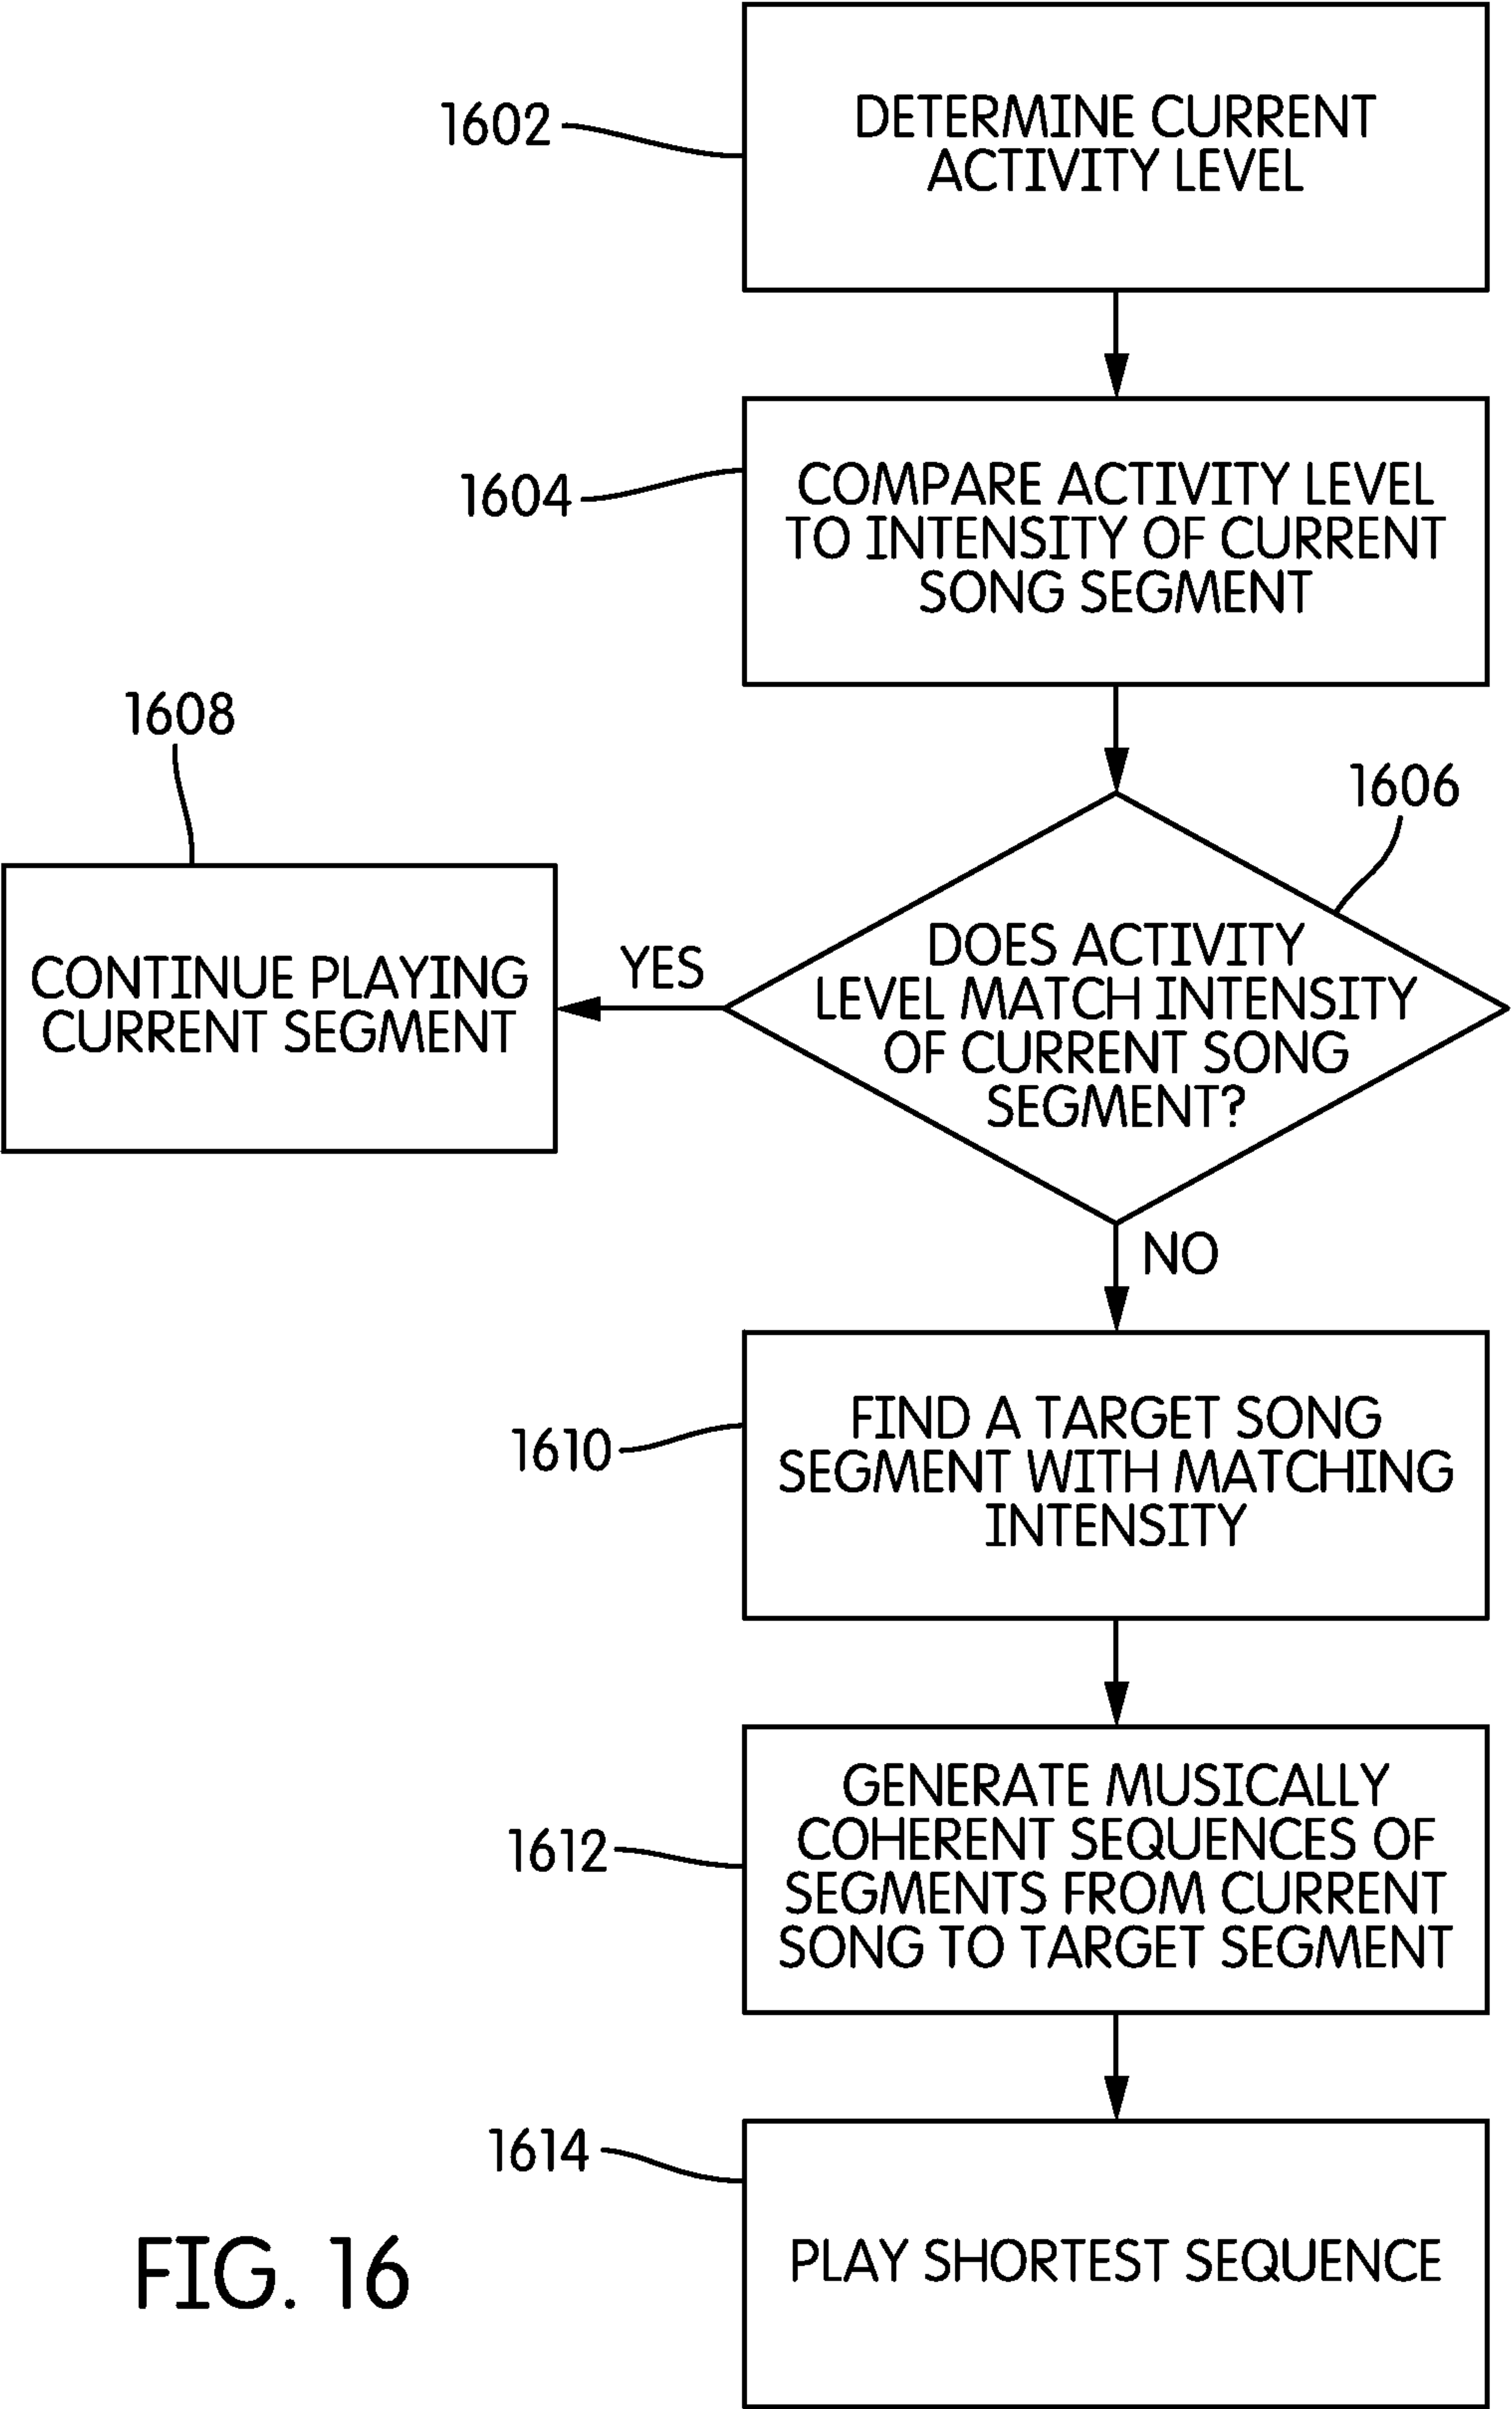 1602
DETERMINE CURRENT
ACTIVITY LEVEL
1604
COMPARE ACTIVITY LEVEL
TO INTENSITY OF CURRENT
SONG SEGMENT
1606
DOES ACTIVITY
LEVEL MATCH INTENSITY
OF CURRENT SONG
SEGMENT?
YES
1608
CONTINUE PLAYING
CURRENT SEGMENT
NO
1610
FIND A TARGET SONG
SEGMENT WITH MATCHING
INTENSITY
1612
GENERATE MUSICALLY
COHERENT SEQUENCES OF
SEGMENTS FROM CURRENT
SONG TO TARGET SEGMENT
1614
PLAY SHORTEST SEQUENCE
FIG. 16